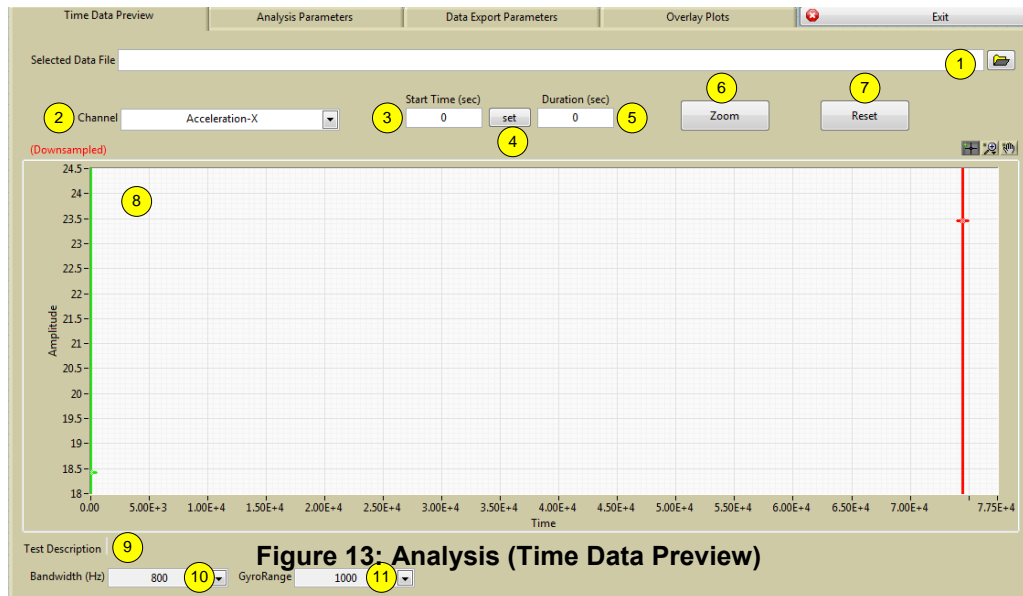 Time Data Preview
Analysis Parameters
Data Export Parameters
Overlay Plots
Exit
Selected Data File
1
2
Channel
Acceleration-X
3
Start Time (sec)
0
set
4
Duration (sec)
0
5
6
Zoom
7
Reset
(Downsampled)
8
Amplitude
24.5
24
23.5
23
22.5
22
21.5
21
20.5
20
19.5
19
18.5
18
0.00 5.00E+3 1.00E+4 1.50E+4 2.00E+4 2.50E+4 3.00E+4 3.50E+4 4.00E+4 4.50E+4 5.00E+4 5.50E+4 6.00E+4 6.50E+4 7.00E+4 7.75E+4
Time
Test Description
9
Figure 13: Analysis (Time Data Preview)
Bandwidth (Hz)
800
10
GyroRange
1000
11